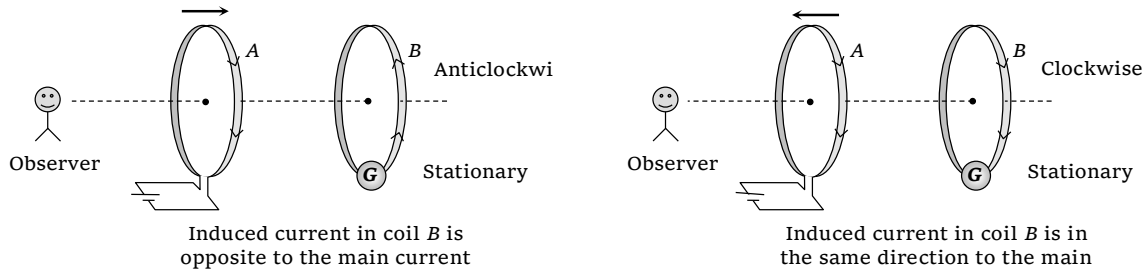 A
B
Anticlockwi
Observer
G
Stationary
Induced current in coil B is
opposite to the main current
A
B
Clockwise
Observer
G
Stationary
Induced current in coil B is in
the same direction to the main